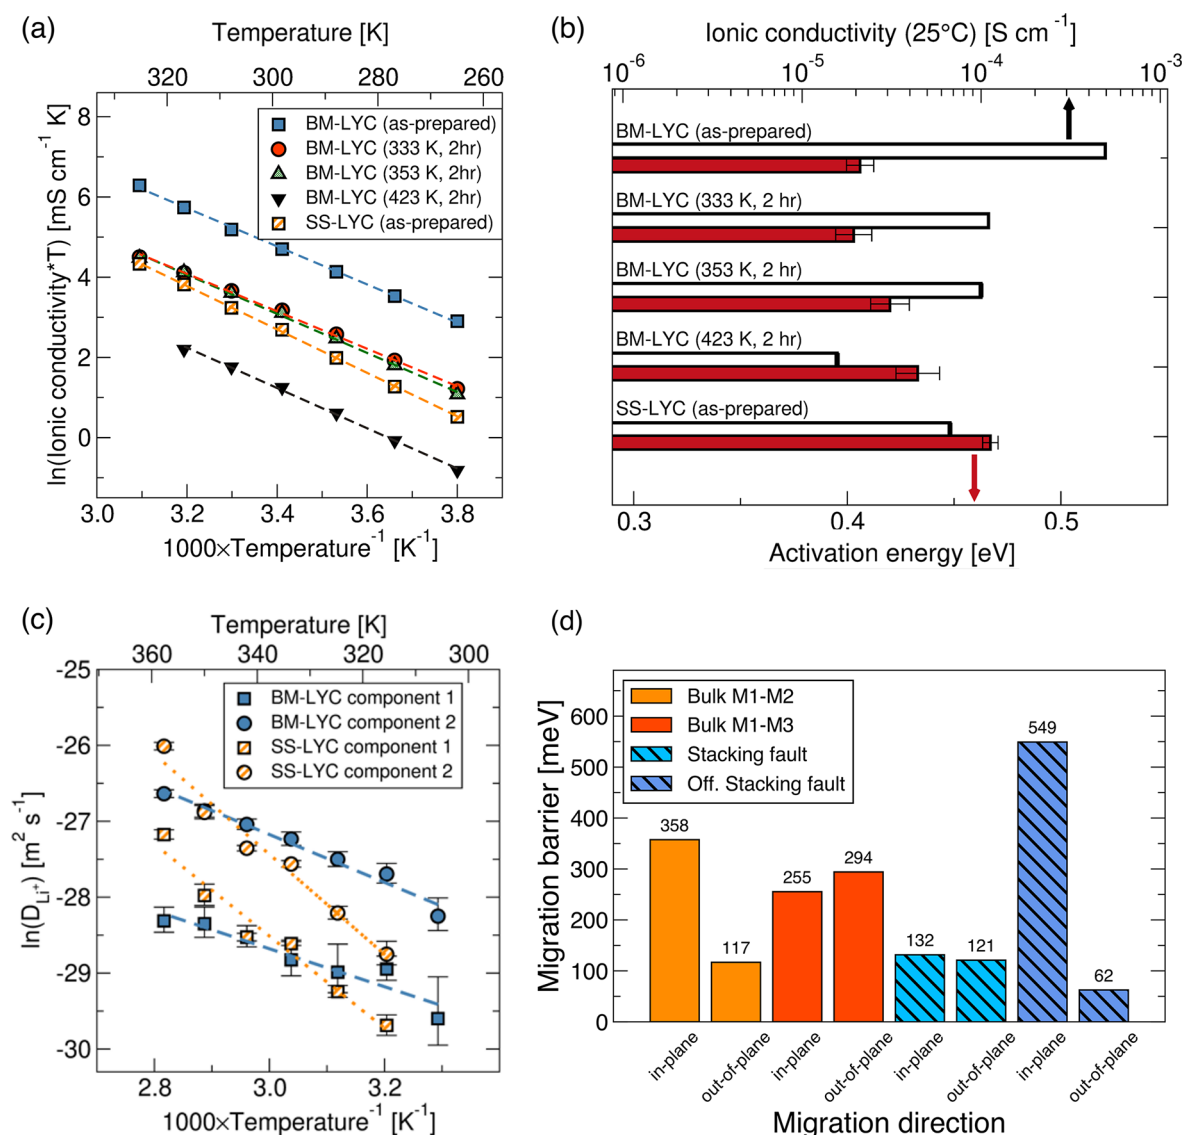 (a)
Temperature [K]
320 300 280 260
ln(Ionic conductivity*T) [mS cm⁻¹ K]
8
6
4
2
0
BM-LYC (as-prepared)
BM-LYC (333 K, 2hr)
BM-LYC (353 K, 2hr)
BM-LYC (423 K, 2hr)
SS-LYC (as-prepared)
3.0 3.2 3.4 3.6 3.8
1000×Temperature⁻¹ [K⁻¹]
(b)
Ionic conductivity (25°C) [S cm⁻¹]
10⁻⁶ 10⁻⁵ 10⁻⁴ 10⁻³
BM-LYC (as-prepared)
BM-LYC (333 K, 2 hr)
BM-LYC (353 K, 2 hr)
BM-LYC (423 K, 2 hr)
SS-LYC (as-prepared)
0.3 0.4 0.5
Activation energy [eV]
(c)
Temperature [K]
360 340 320 300
ln(D_Li⁺) [m² s⁻¹]
-25
-26
-27
-28
-29
-30
BM-LYC component 1
BM-LYC component 2
SS-LYC component 1
SS-LYC component 2
2.8 3.0 3.2
1000×Temperature⁻¹ [K⁻¹]
(d)
Migration barrier [meV]
600
500
400
300
200
100
0
Bulk M1-M2
Bulk M1-M3
Stacking fault
Off. Stacking fault
358 117 255 294 132 121 549 62
in-plane out-of-plane in-plane out-of-plane in-plane out-of-plane in-plane out-of-plane
Migration direction